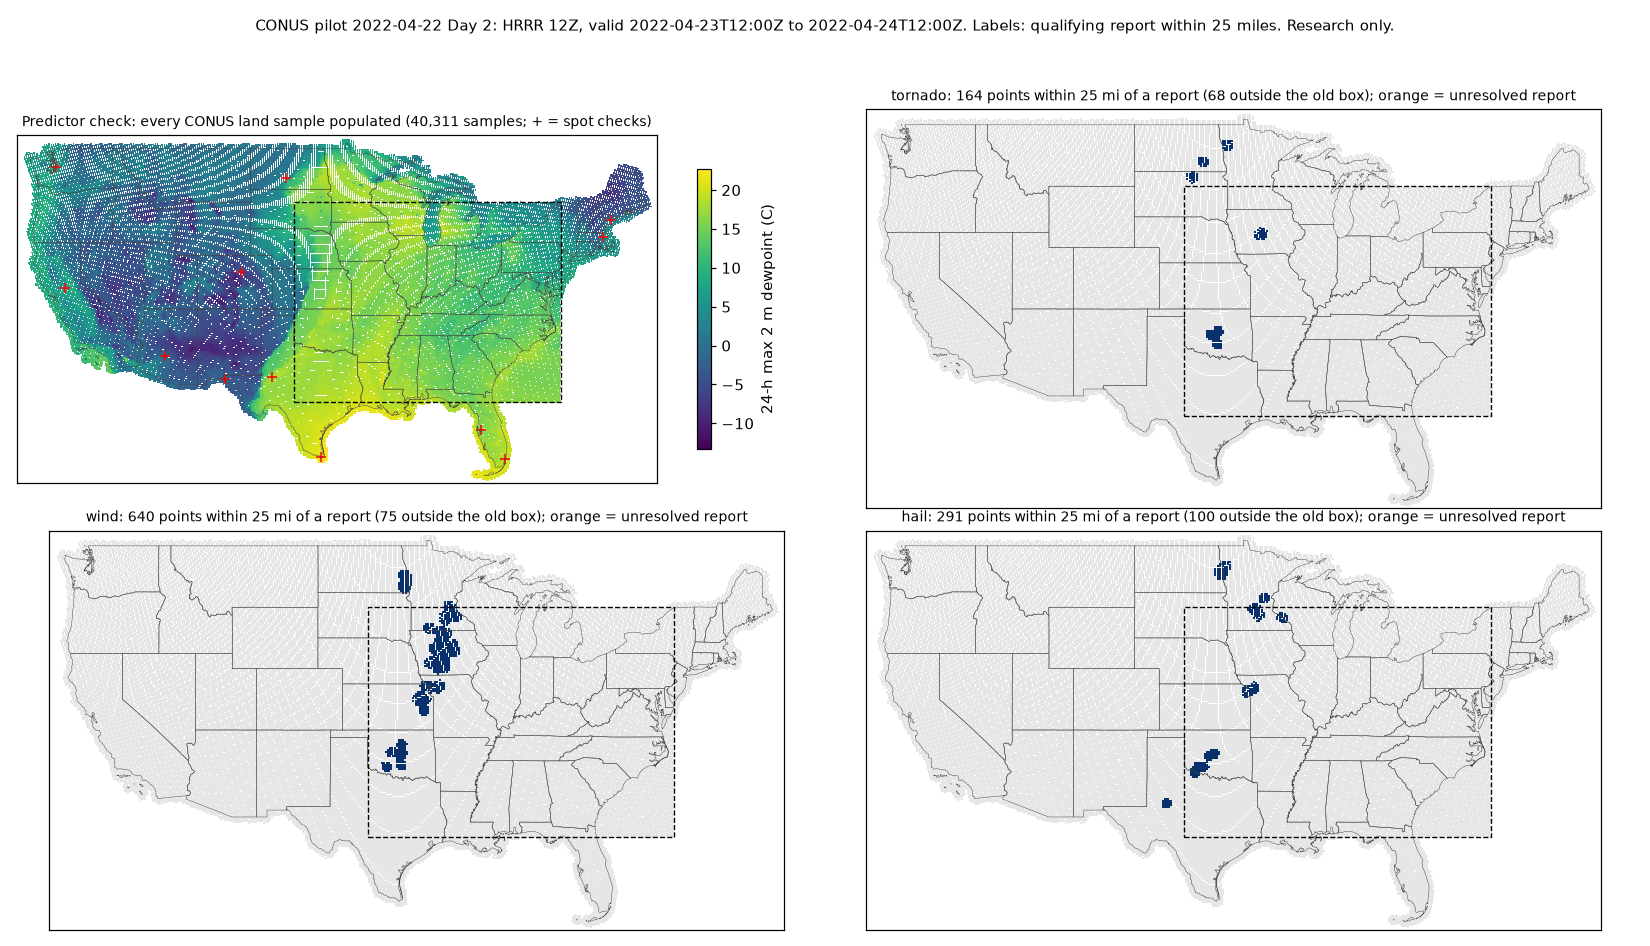 CONUS pilot 2022-04-22 Day 2: HRRR 12Z, valid 2022-04-23T12:00Z to 2022-04-24T12:00Z. Labels: qualifying report within 25 miles. Research only.
Predictor check: every CONUS land sample populated (40,311 samples; + = spot checks)
20
15
10
5
0
−5
−10
24-h max 2 m dewpoint (C)
tornado: 164 points within 25 mi of a report (68 outside the old box); orange = unresolved report
wind: 640 points within 25 mi of a report (75 outside the old box); orange = unresolved report
hail: 291 points within 25 mi of a report (100 outside the old box); orange = unresolved report